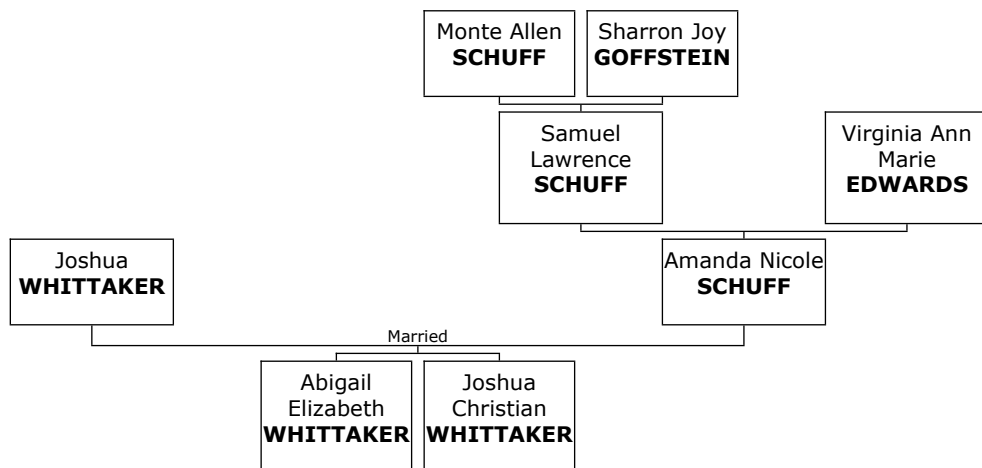 Monte Allen
SCHUFF
Sharron Joy
GOFFSTEIN
Samuel
Lawrence
SCHUFF
Virginia Ann
Marie
EDWARDS
Joshua
WHITTAKER
Amanda Nicole
SCHUFF
Married
Abigail
Elizabeth
WHITTAKER
Joshua
Christian
WHITTAKER